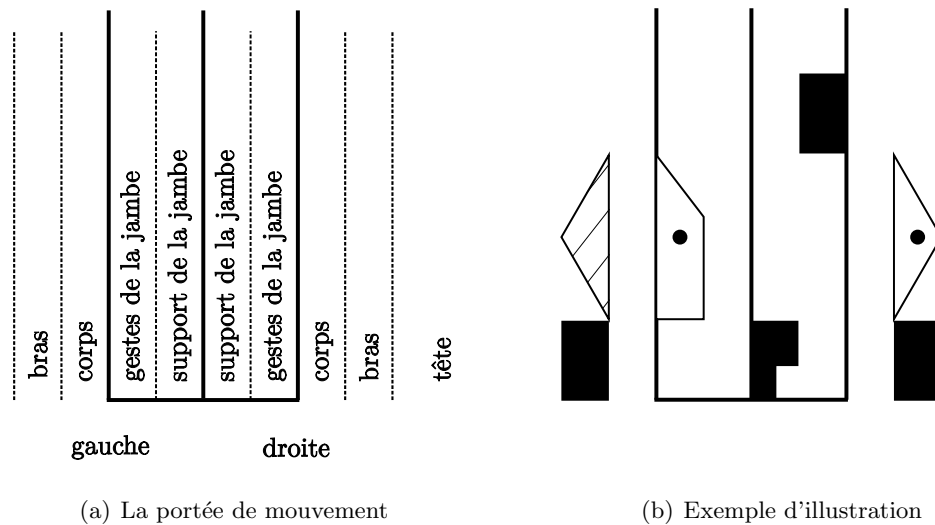 bras
corps
gestes de la jambe
support de la jambe
support de la jambe
gestes de la jambe
corps
bras
tête
gauche
droite
(a) La portée de mouvement
(b) Exemple d'illustration